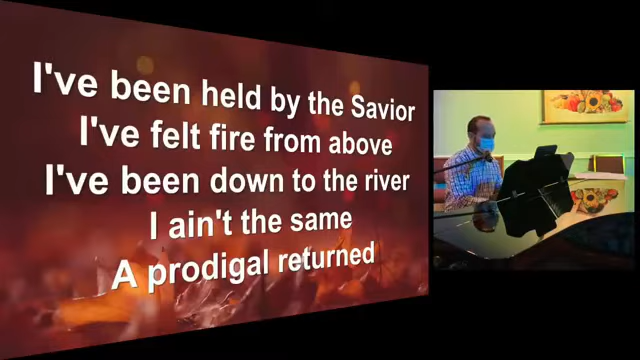 I've been held by the Savior
I've felt fire from above
I've been down to the river
I ain't the same
A prodigal returned